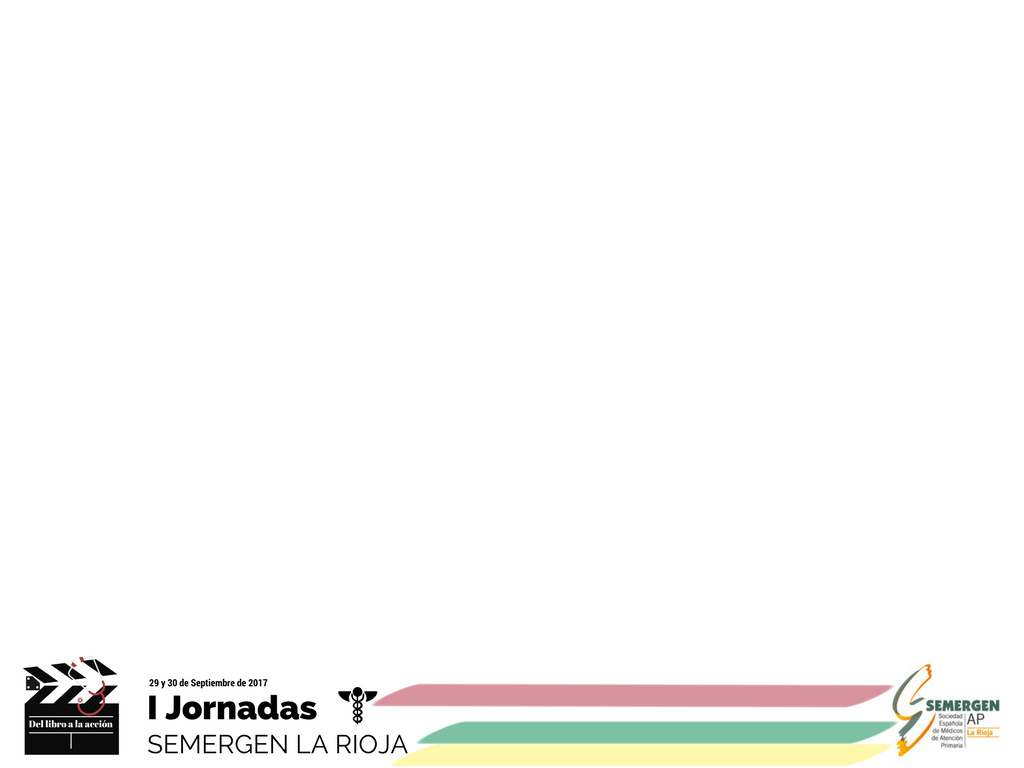 29 y 30 de Septiembre de 2017
I Jornadas
SEMERGEN LA RIOJA
Del libro a la acción
SEMERGEN
Sociedad
Española
de Médicos
de Atención
Primaria
AP
La Rioja